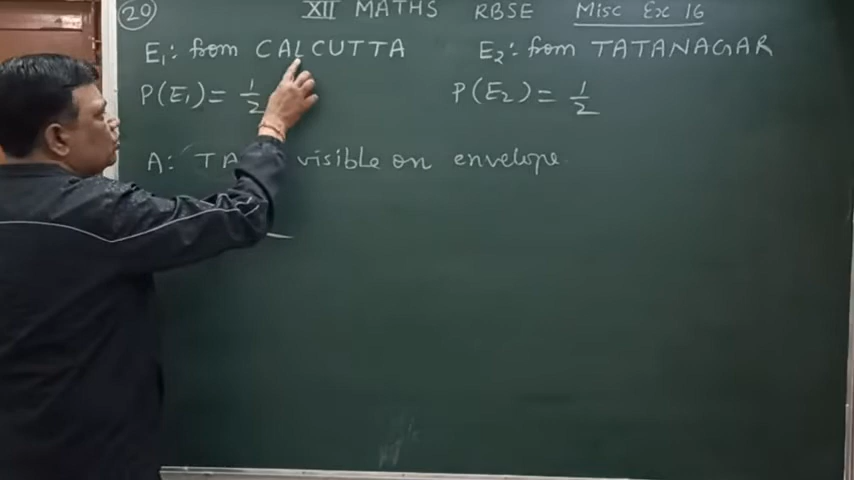 (20) XII MATHS RBSE Misc Ex 16
E₁: from CALCUTTA E₂: from TATANAGAR
P(E₁) = 1/2 P(E₂) = 1/2
A: TA visible on envelope